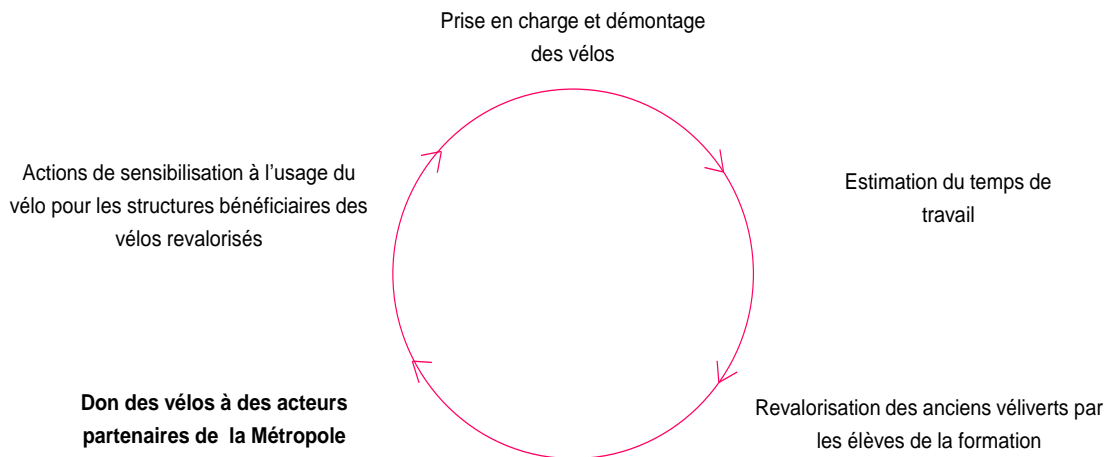 Prise en charge et démontage
des vélos
Estimation du temps de
travail
Revalorisation des anciens véliverts par
les élèves de la formation
Don des vélos à des acteurs
partenaires de la Métropole
Actions de sensibilisation à l'usage du
vélo pour les structures bénéficiaires des
vélos revalorisés